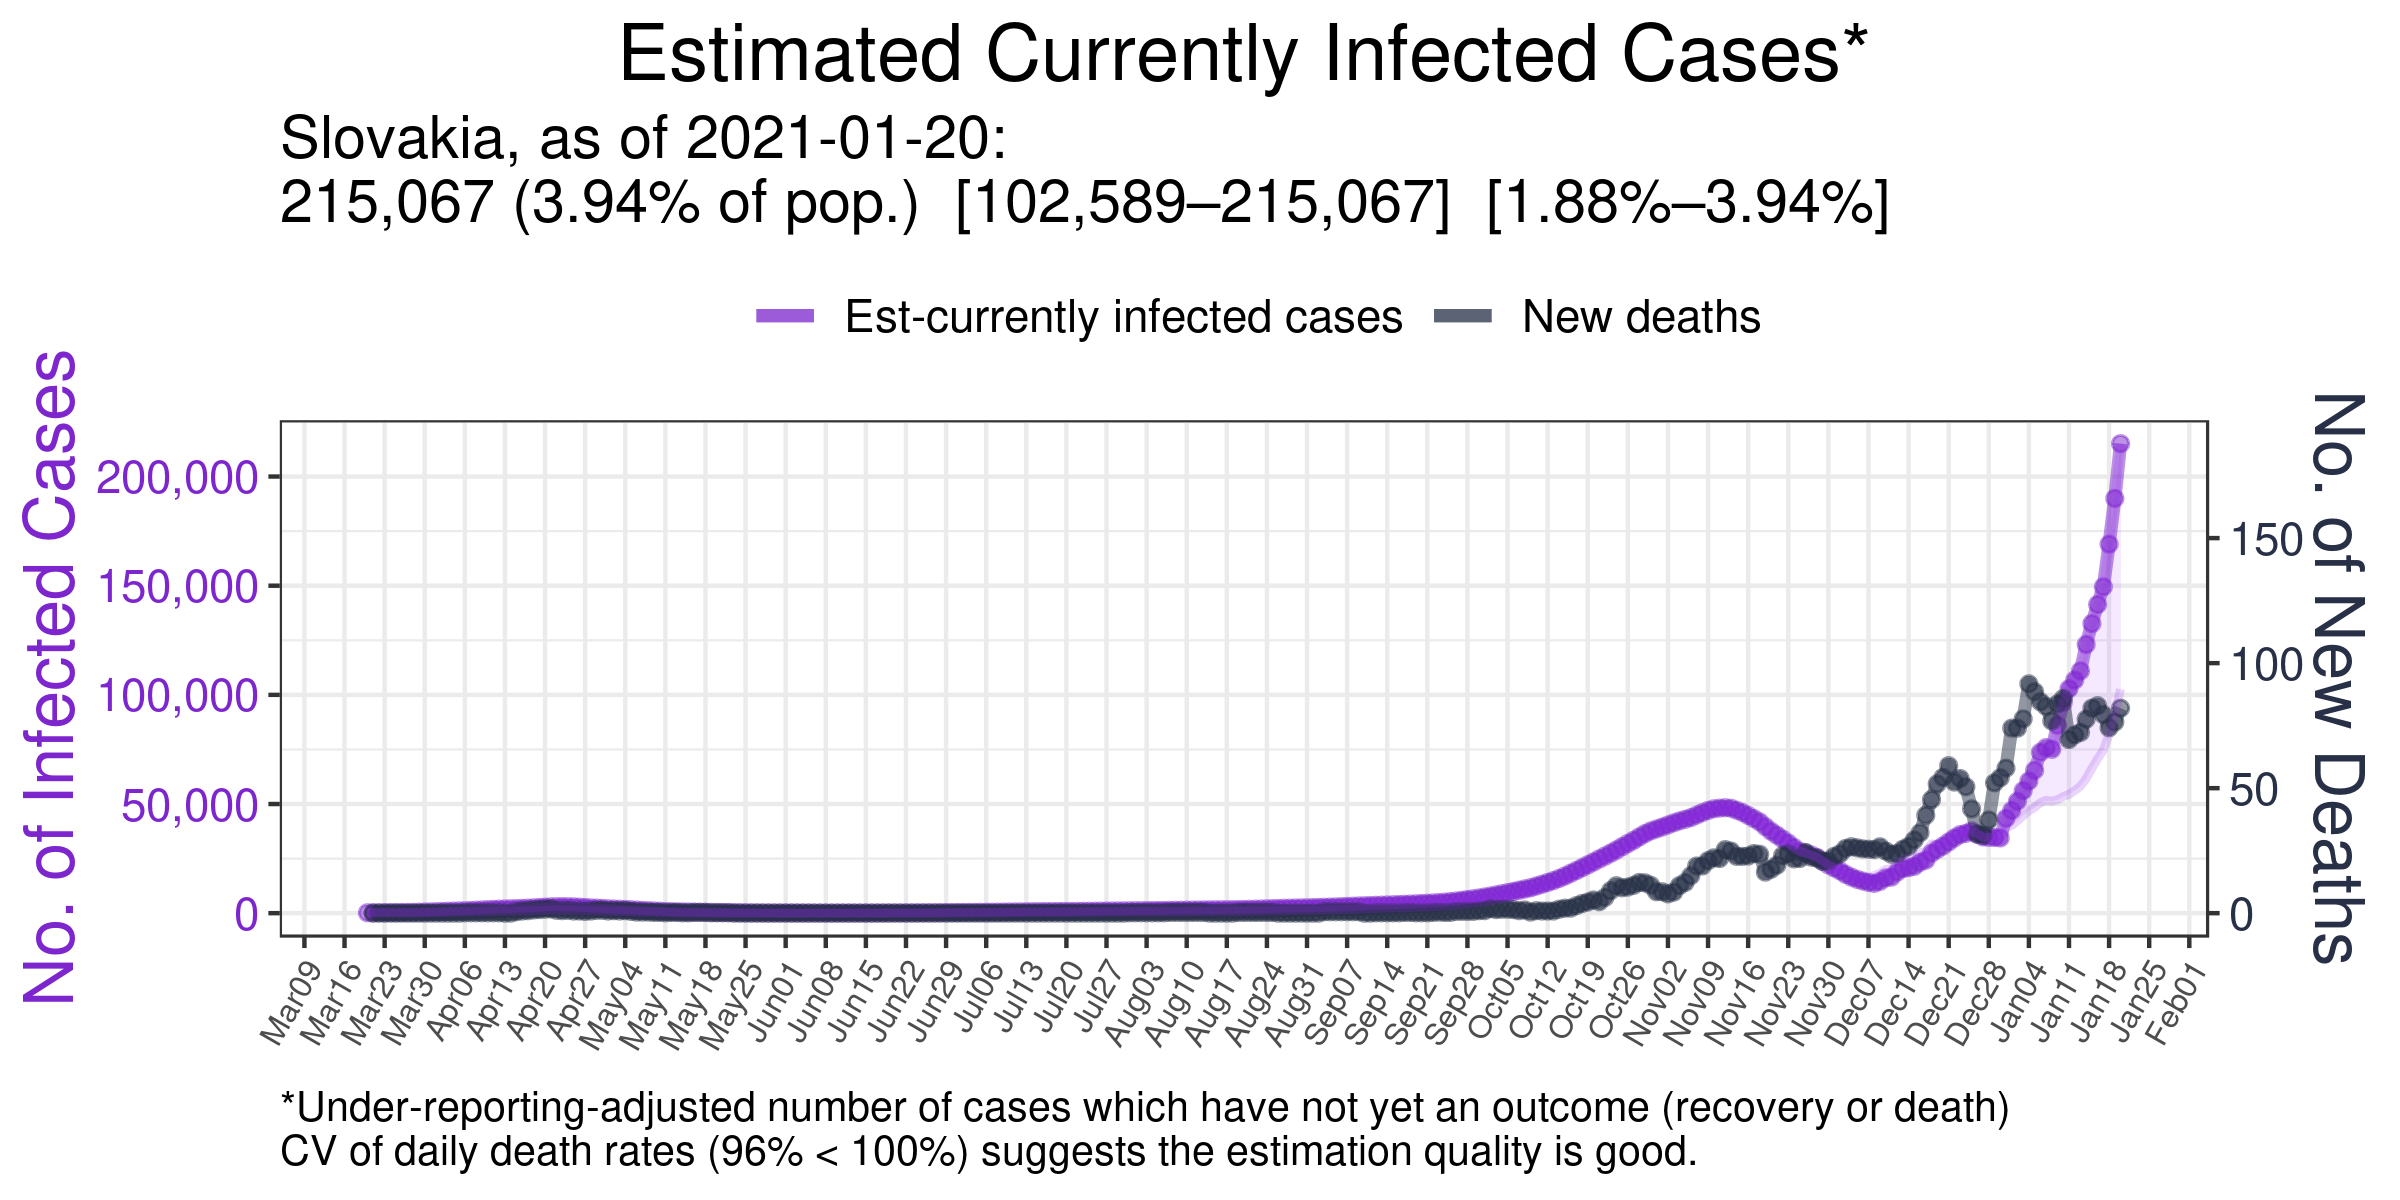 Estimated Currently Infected Cases*
Slovakia, as of 2021-01-20:
215,067 (3.94% of pop.)  [102,589–215,067]  [1.88%–3.94%]
Est-currently infected cases
New deaths
No. of Infected Cases
200,000
150,000
100,000
50,000
0
150
100
50
0
No. of New Deaths
Mar09
Mar16
Mar23
Mar30
Apr06
Apr13
Apr20
Apr27
May04
May11
May18
May25
Jun01
Jun08
Jun15
Jun22
Jun29
Jul06
Jul13
Jul20
Jul27
Aug03
Aug10
Aug17
Aug24
Aug31
Sep07
Sep14
Sep21
Sep28
Oct05
Oct12
Oct19
Oct26
Nov02
Nov09
Nov16
Nov23
Nov30
Dec07
Dec14
Dec21
Dec28
Jan04
Jan11
Jan18
Jan25
Feb01
*Under-reporting-adjusted number of cases which have not yet an outcome (recovery or death)
CV of daily death rates (96% < 100%) suggests the estimation quality is good.